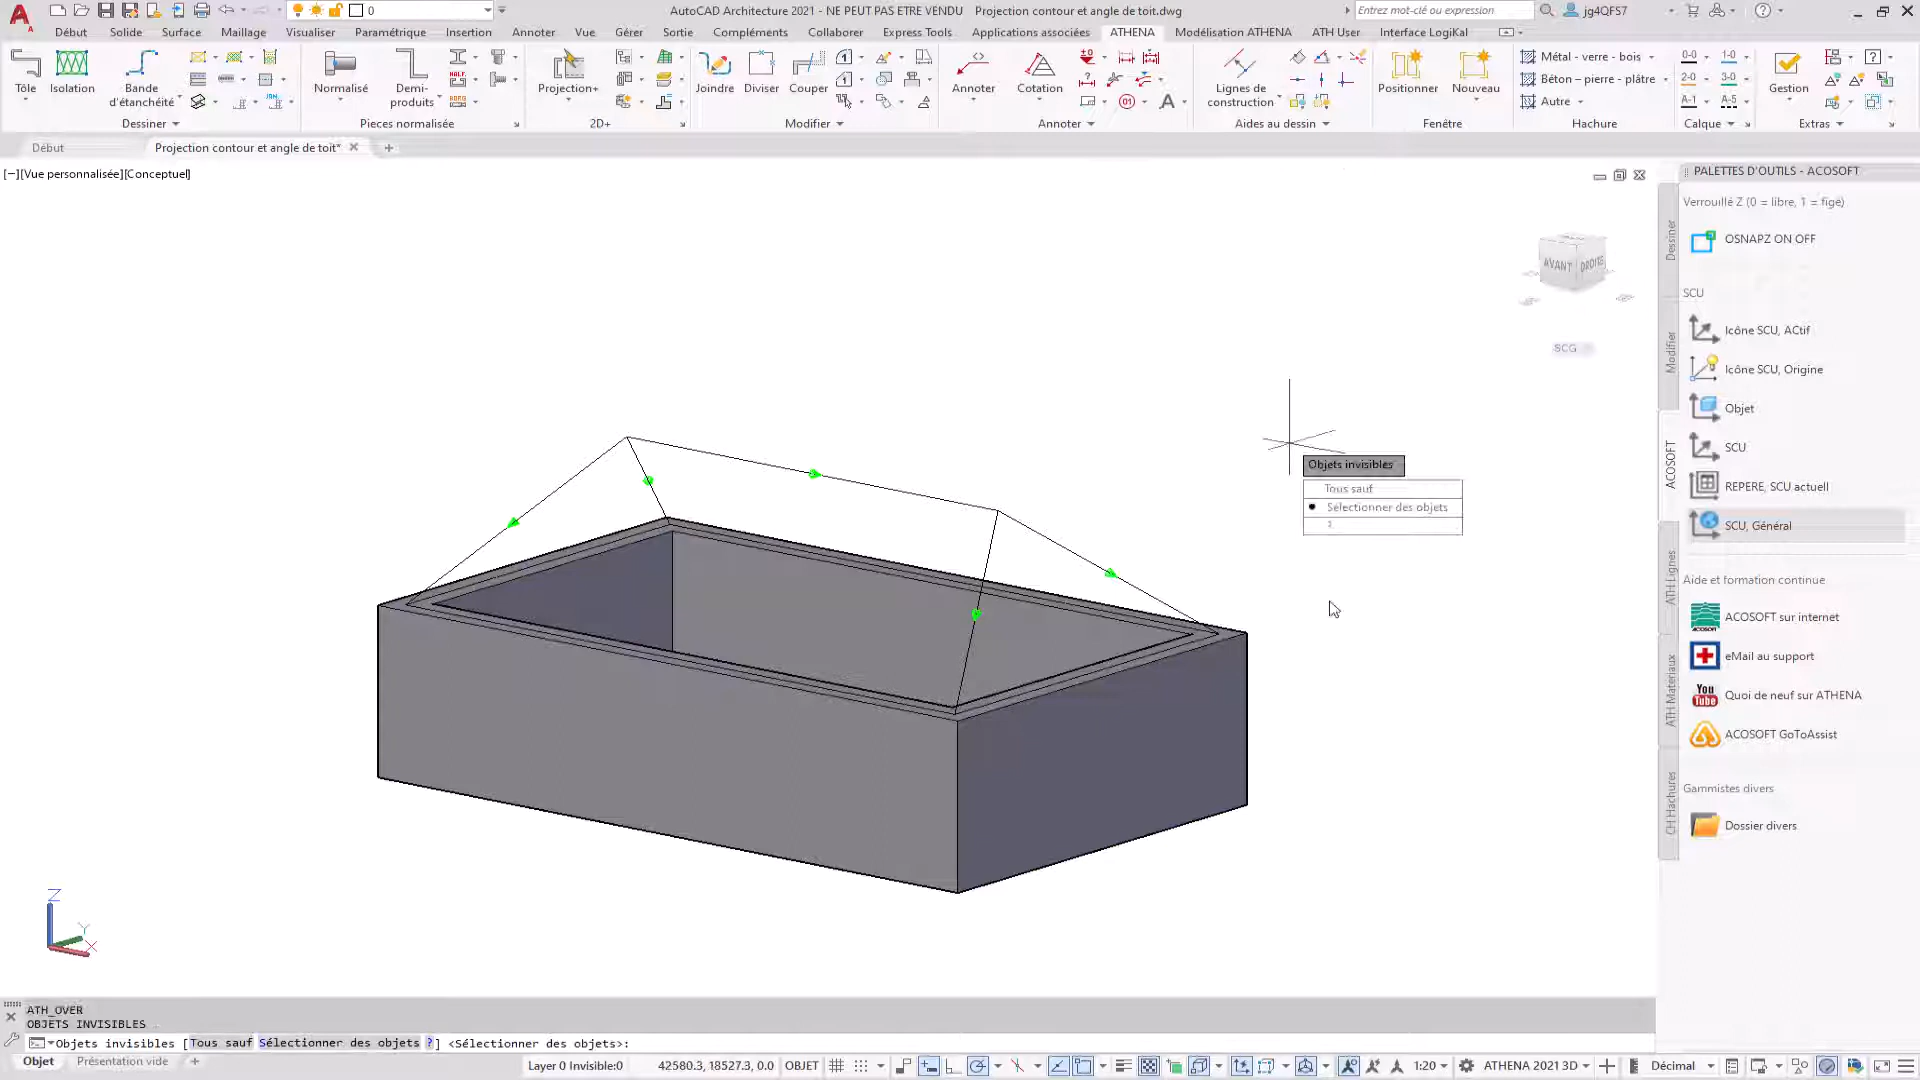 0
AutoCAD Architecture 2021 - NE PEUT PAS ETRE VENDU Projection contour et angle de toit.dwg
Entrez mot-clé ou expression
jg4QFS7
Début Solide Surface Maillage Visualiser Paramétrique Insertion Annoter Vue Gérer Sortie Compléments Collaborer Express Tools Applications associées ATHENA Modélisation ATHENA ATH User Interface LogiKal
Tôle Isolation Bande d'étanchéité
Normalisé Demi-produits
Projection+
Joindre Diviser Couper
Annoter Cotation
Lignes de construction
Positionner Nouveau
Métal - verre - bois
Béton – pierre - plâtre
Autre
Gestion
Dessiner Pieces normalisée 2D+ Modifier Annoter Aides au dessin Fenêtre Hachure Calque Extras
Début
Projection contour et angle de toit*
[−][Vue personnalisée][Conceptuel]
AVANT
DROITE
SCG
Objets invisibles
Tous sauf
Sélectionner des objets
Z
Y
X
PALETTES D'OUTILS - ACOSOFT
Verrouillé Z (0 = libre, 1 = figé)
OSNAPZ ON OFF
SCU
Icône SCU, ACtif
Icône SCU, Origine
Objet
SCU
REPERE, SCU actuell
SCU, Général
Aide et formation continue
ACOSOFT sur internet
eMail au support
You Tube
Quoi de neuf sur ATHENA
ACOSOFT GoToAssist
Gammistes divers
Dossier divers
Dessiner
Modifier
ACOSOFT
ATH Lignes
ATH Materiaux
CH Hachures
ATH_OVER
OBJETS INVISIBLES
Objets invisibles [Tous sauf Sélectionner des objets ?] <Sélectionner des objets>:
Objet Présentation vide
Layer 0 Invisible:0
42580.3, 18527.3, 0.0
OBJET
1:20
ATHENA 2021 3D
Décimal